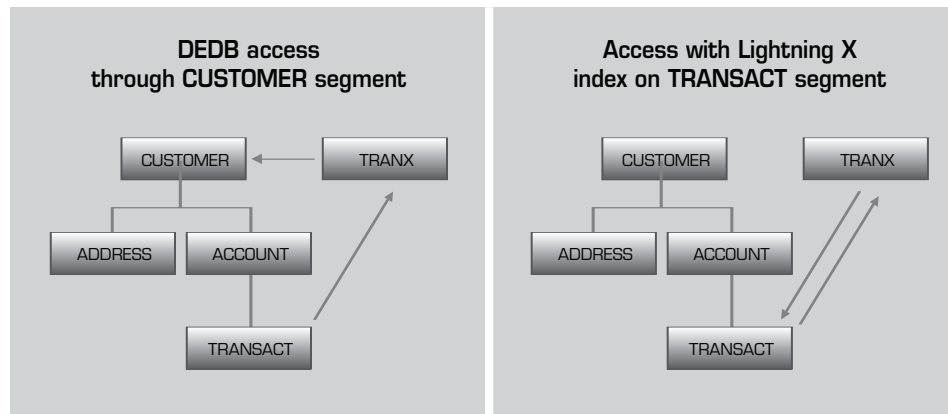 DEDB access
through CUSTOMER segment
CUSTOMER
TRANX
ADDRESS
ACCOUNT
TRANSACT
Access with Lightning X
index on TRANSACT segment
CUSTOMER
TRANX
ADDRESS
ACCOUNT
TRANSACT